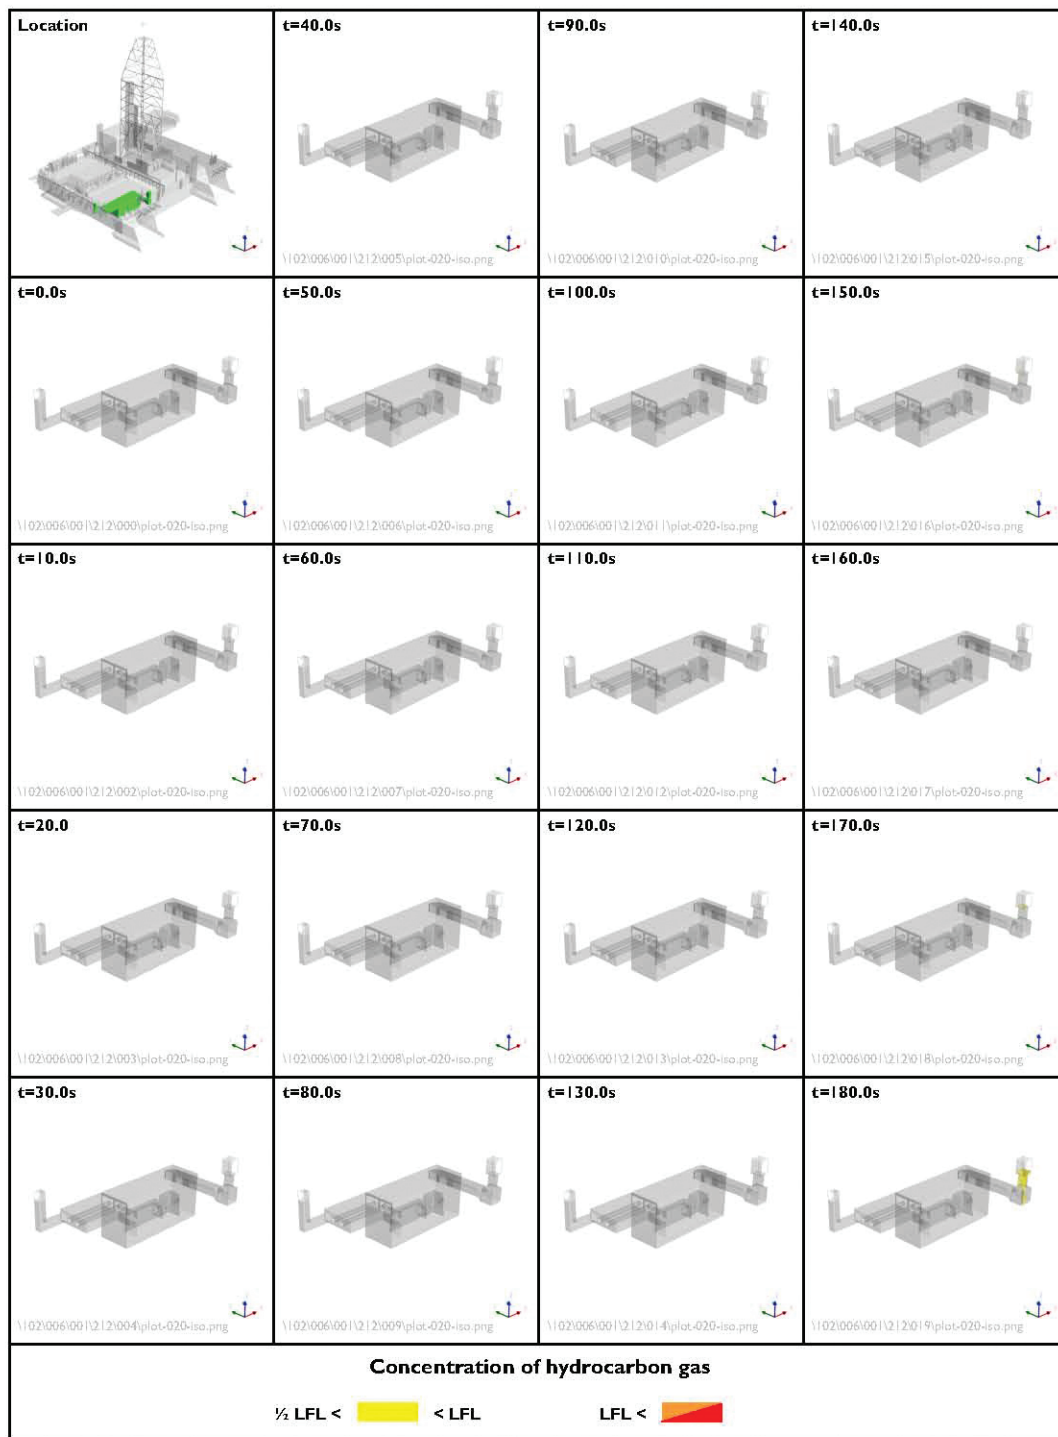 Location
t=0.0s
\102\006\001\212\000\plot-020-iso.png
t=10.0s
\102\006\001\212\002\plot-020-iso.png
t=20.0
\102\006\001\212\003\plot-020-iso.png
t=30.0s
\102\006\001\212\004\plot-020-iso.png
t=40.0s
\102\006\001\212\005\plot-020-iso.png
t=50.0s
\102\006\001\212\006\plot-020-iso.png
t=60.0s
\102\006\001\212\007\plot-020-iso.png
t=70.0s
\102\006\001\212\008\plot-020-iso.png
t=80.0s
\102\006\001\212\009\plot-020-iso.png
t=90.0s
\102\006\001\212\010\plot-020-iso.png
t=100.0s
\102\006\001\212\011\plot-020-iso.png
t=110.0s
\102\006\001\212\012\plot-020-iso.png
t=120.0s
\102\006\001\212\013\plot-020-iso.png
t=130.0s
\102\006\001\212\014\plot-020-iso.png
t=140.0s
\102\006\001\212\015\plot-020-iso.png
t=150.0s
\102\006\001\212\016\plot-020-iso.png
t=160.0s
\102\006\001\212\017\plot-020-iso.png
t=170.0s
\102\006\001\212\018\plot-020-iso.png
t=180.0s
\102\006\001\212\019\plot-020-iso.png
Concentration of hydrocarbon gas
½ LFL < < LFL LFL <